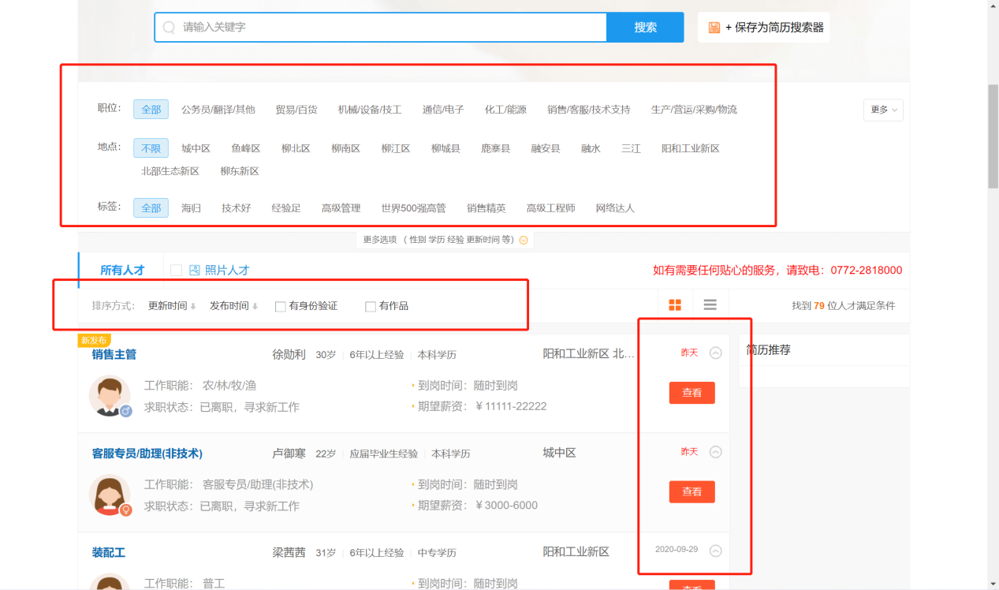 请输入关键字 搜索 + 保存为简历搜索器
职位： 全部 公务员/翻译/其他 贸易/百货 机械/设备/技工 通信/电子 化工/能源 销售/客服/技术支持 生产/营运/采购/物流 更多
地点： 不限 城中区 鱼峰区 柳北区 柳南区 柳江区 柳城县 鹿寨县 融安县 融水 三江 阳和工业新区
北部生态新区 柳东新区
标签： 全部 海归 技术好 经验足 高级管理 世界500强高管 销售精英 高级工程师 网络达人
更多选项 （ 性别 学历 经验 更新时间 等）
所有人才 照片人才 如有需要任何贴心的服务，请致电：0772-2818000
排序方式： 更新时间 发布时间 有身份验证 有作品 找到 79 位人才满足条件
新发布
销售主管 徐勋利 30岁 6年以上经验 本科学历 阳和工业新区 北... 昨天 简历推荐
工作职能： 农/林/牧/渔 到岗时间：随时到岗 查看
求职状态：已离职，寻求新工作 期望薪资：￥11111-22222
客服专员/助理(非技术) 卢御寒 22岁 应届毕业生经验 本科学历 城中区 昨天
工作职能： 客服专员/助理(非技术) 到岗时间：随时到岗 查看
求职状态：已离职，寻求新工作 期望薪资：￥3000-6000
装配工 梁茜茜 31岁 6年以上经验 中专学历 阳和工业新区 2020-09-29
工作职能： 普工 到岗时间：随时到岗 查看